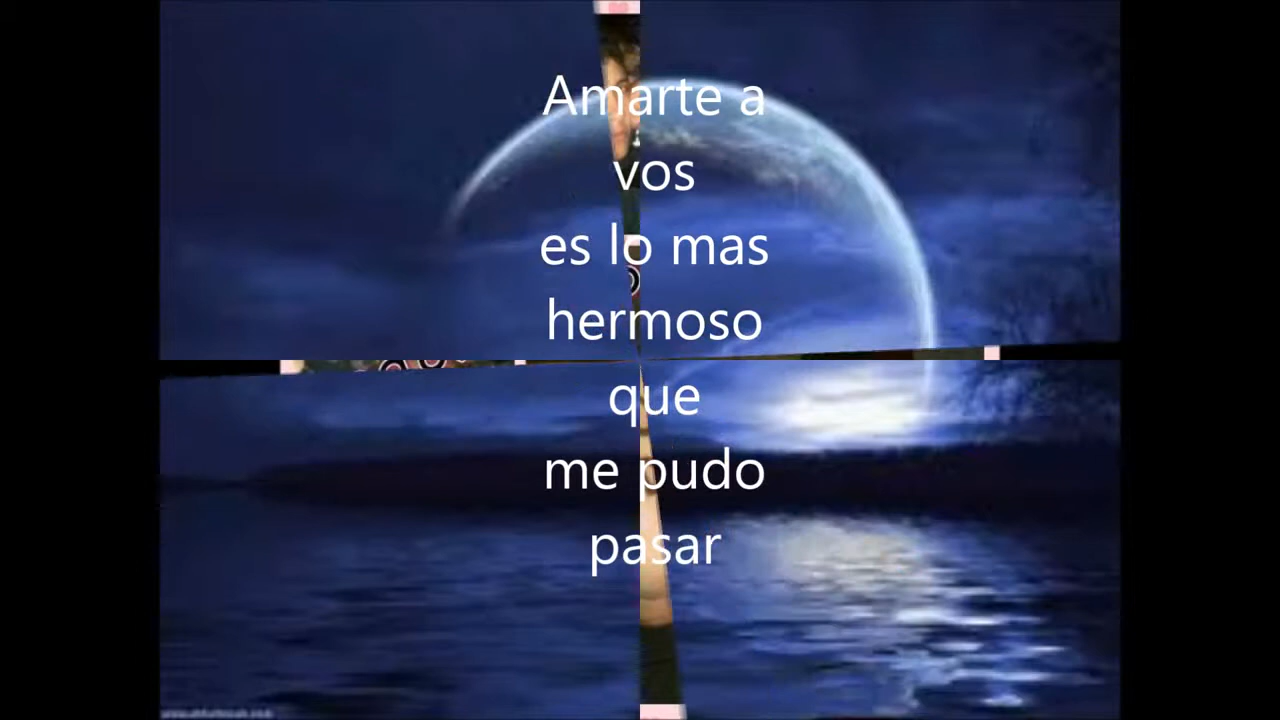 Amarte a
vos
es lo mas
hermoso
que
me pudo
pasar